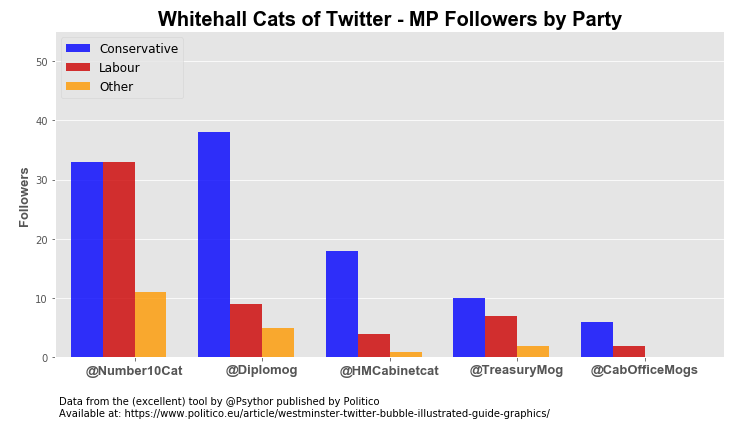 Whitehall Cats of Twitter - MP Followers by Party
Conservative
Labour
Other
50
40
30
20
10
0
Followers
@Number10Cat @Diplomog @HMCabinetcat @TreasuryMog @CabOfficeMogs
Data from the (excellent) tool by @Psythor published by Politico
Available at: https://www.politico.eu/article/westminster-twitter-bubble-illustrated-guide-graphics/